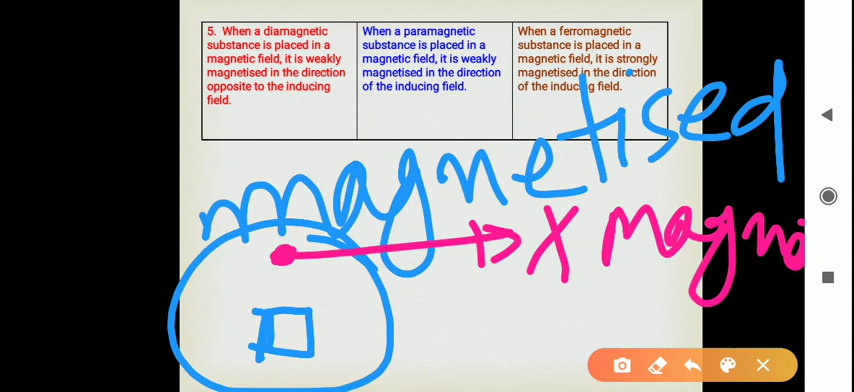 5. When a diamagnetic
substance is placed in a
magnetic field, it is weakly
magnetised in the direction
opposite to the inducing
field.
When a paramagnetic
substance is placed in a
magnetic field, it is weakly
magnetised in the direction
of the inducing field.
When a ferromagnetic
substance is placed in a
magnetic field, it is strongly
magnetised in the direction
of the inducing field.
magnetised
X magne